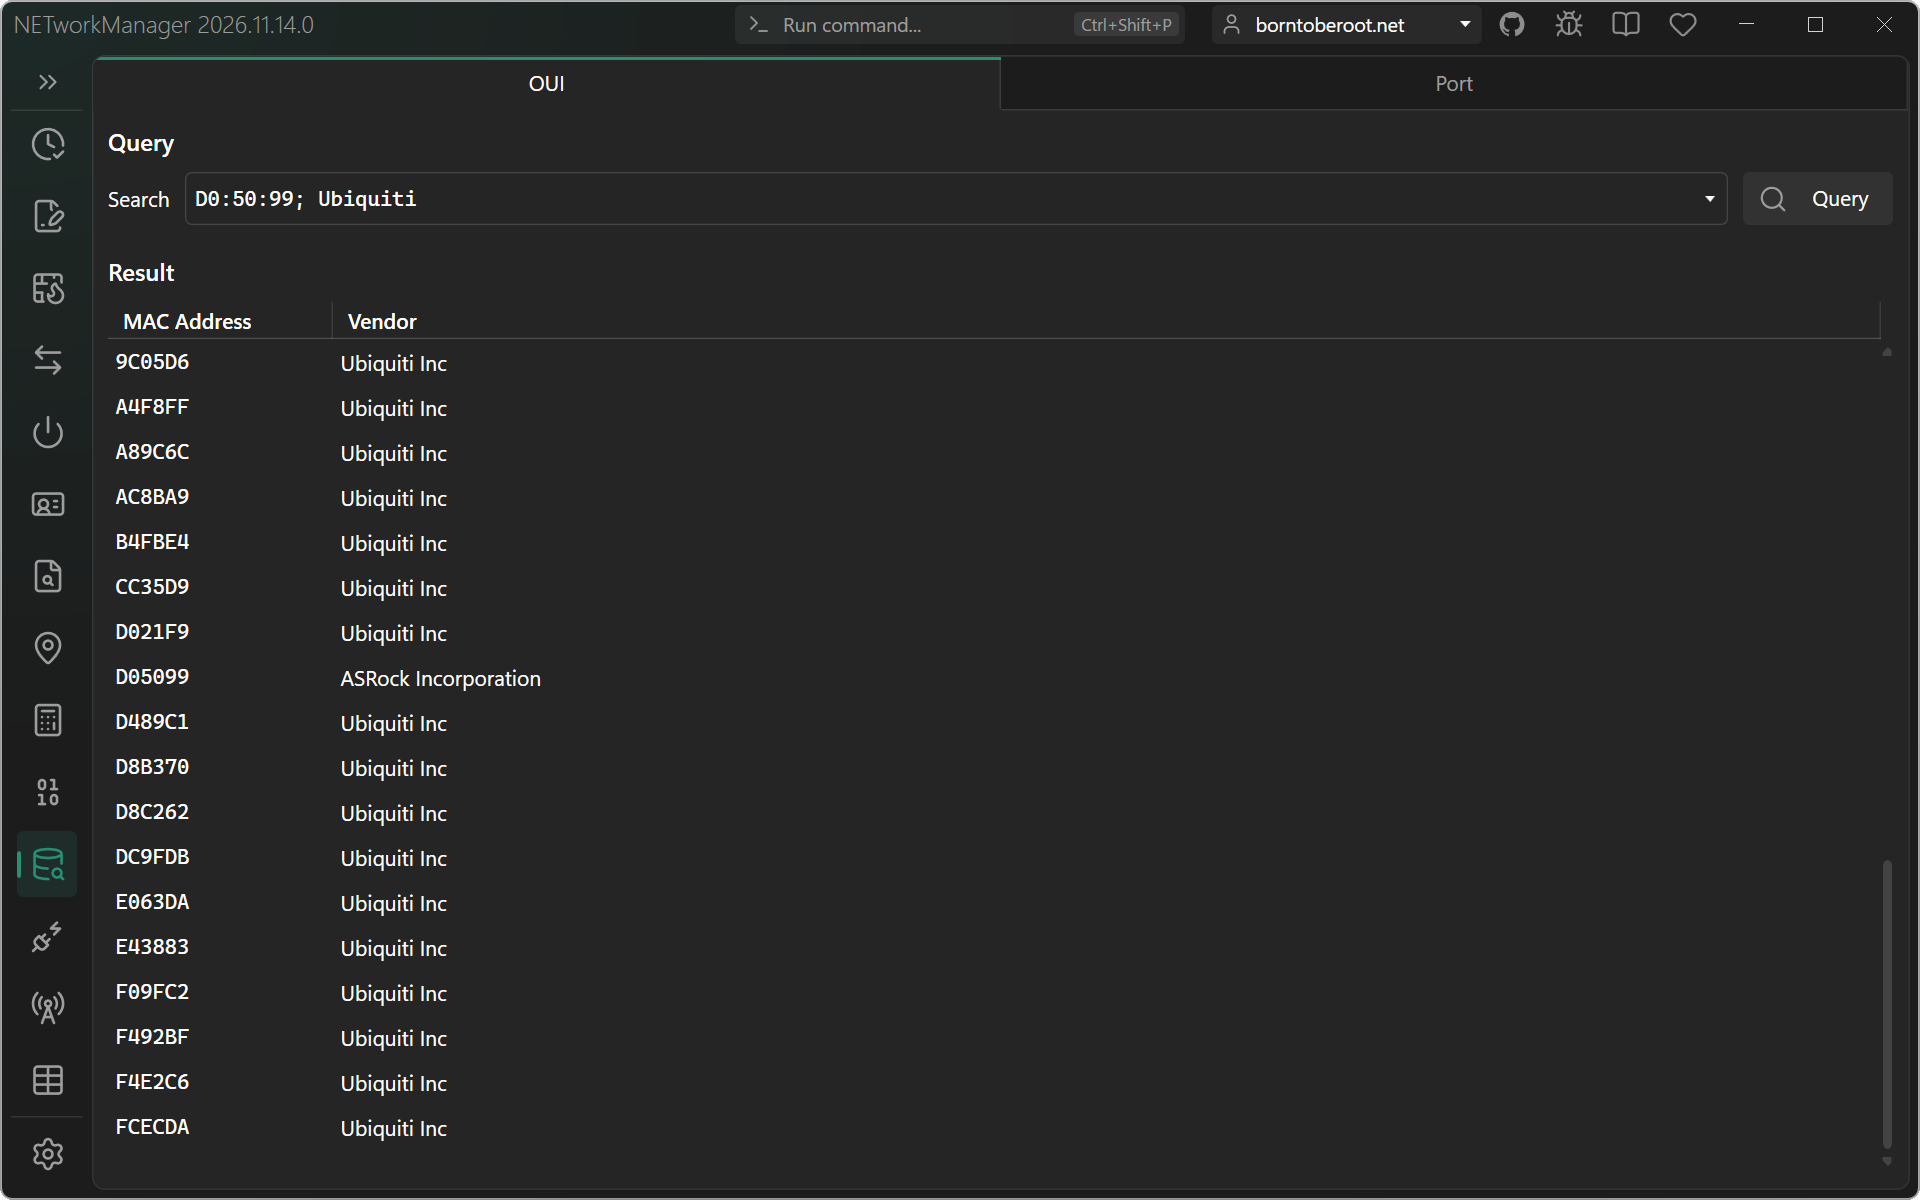 NETworkManager 2026.11.14.0
Run command... Ctrl+Shift+P
borntoberoot.net
OUI Port
Query
Search D0:50:99; Ubiquiti Query
Result
MAC Address Vendor
9C05D6 Ubiquiti Inc
A4F8FF Ubiquiti Inc
A89C6C Ubiquiti Inc
AC8BA9 Ubiquiti Inc
B4FBE4 Ubiquiti Inc
CC35D9 Ubiquiti Inc
D021F9 Ubiquiti Inc
D05099 ASRock Incorporation
D489C1 Ubiquiti Inc
D8B370 Ubiquiti Inc
D8C262 Ubiquiti Inc
DC9FDB Ubiquiti Inc
E063DA Ubiquiti Inc
E43883 Ubiquiti Inc
F09FC2 Ubiquiti Inc
F492BF Ubiquiti Inc
F4E2C6 Ubiquiti Inc
FCECDA Ubiquiti Inc
01
10